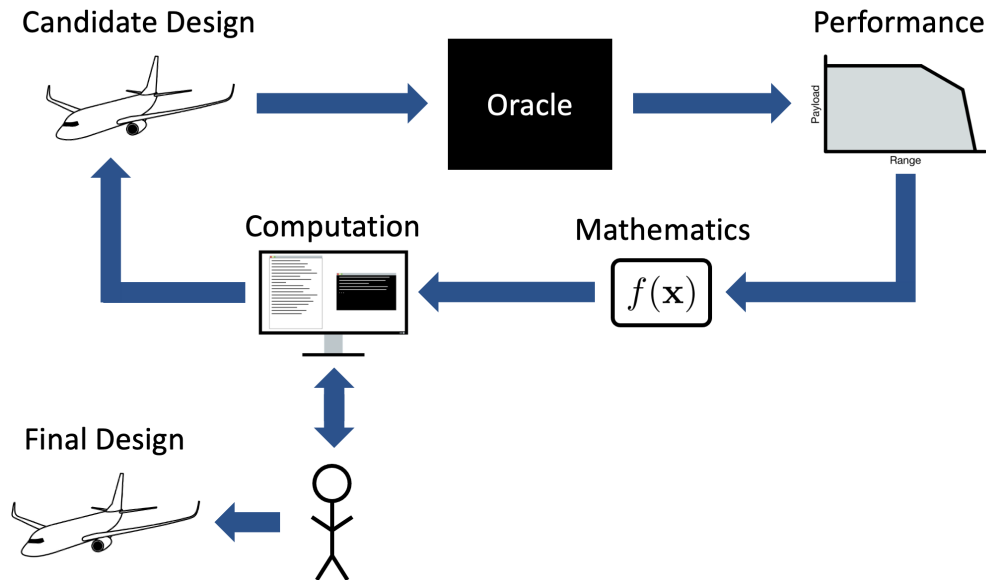 Candidate Design
Performance
Oracle
Payload
Range
Computation
Mathematics
f(x)
Final Design